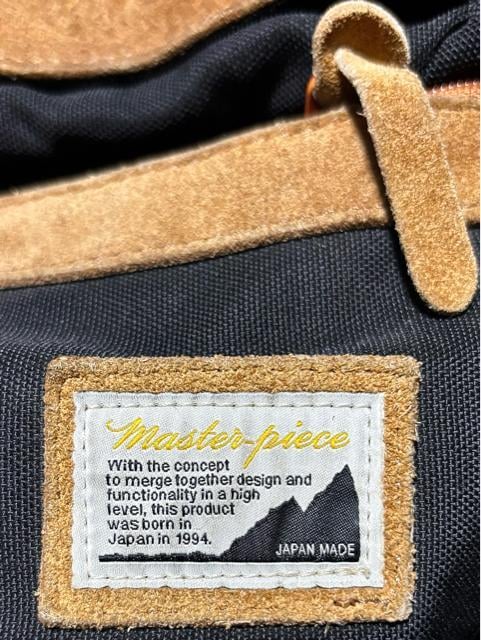 Master-piece
With the concept
to merge together design and
functionality in a high
level, this product
was born in
Japan in 1994.
JAPAN MADE